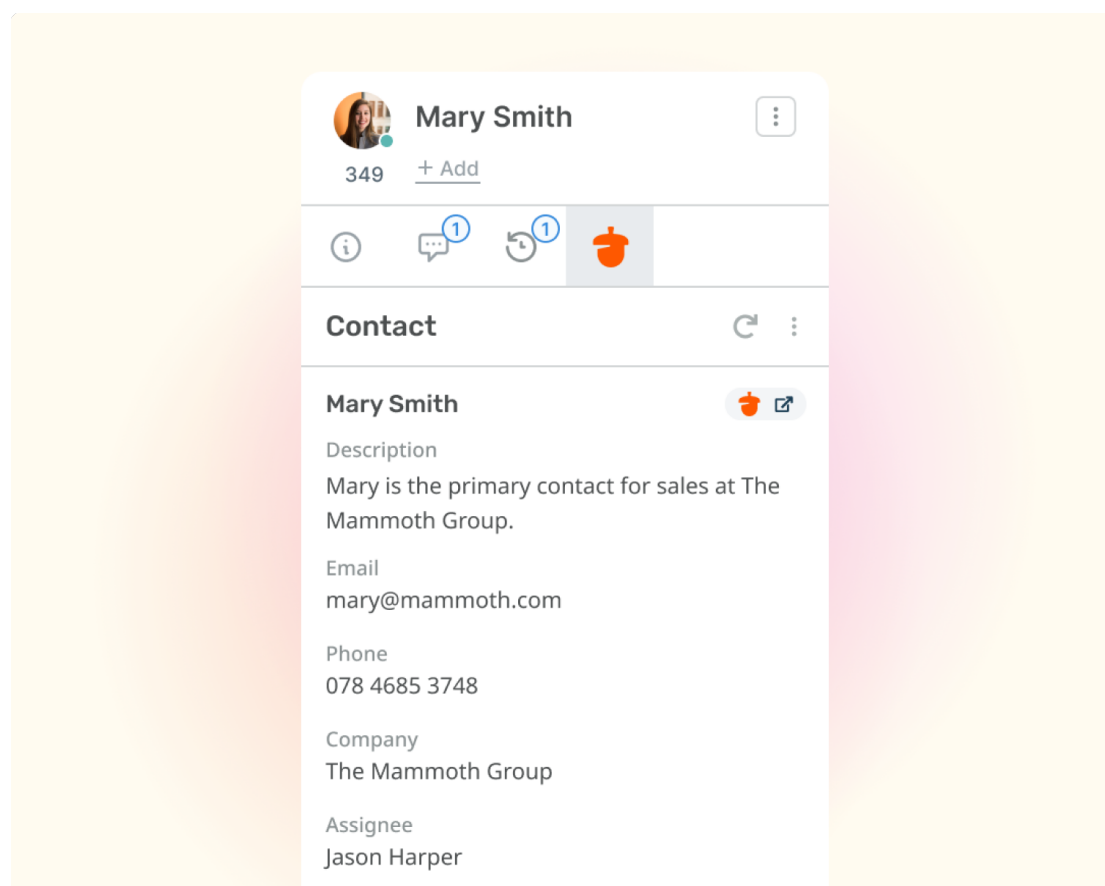 Mary Smith
349
+ Add
1
1
Contact
Mary Smith
Description
Mary is the primary contact for sales at The
Mammoth Group.
Email
mary@mammoth.com
Phone
078 4685 3748
Company
The Mammoth Group
Assignee
Jason Harper